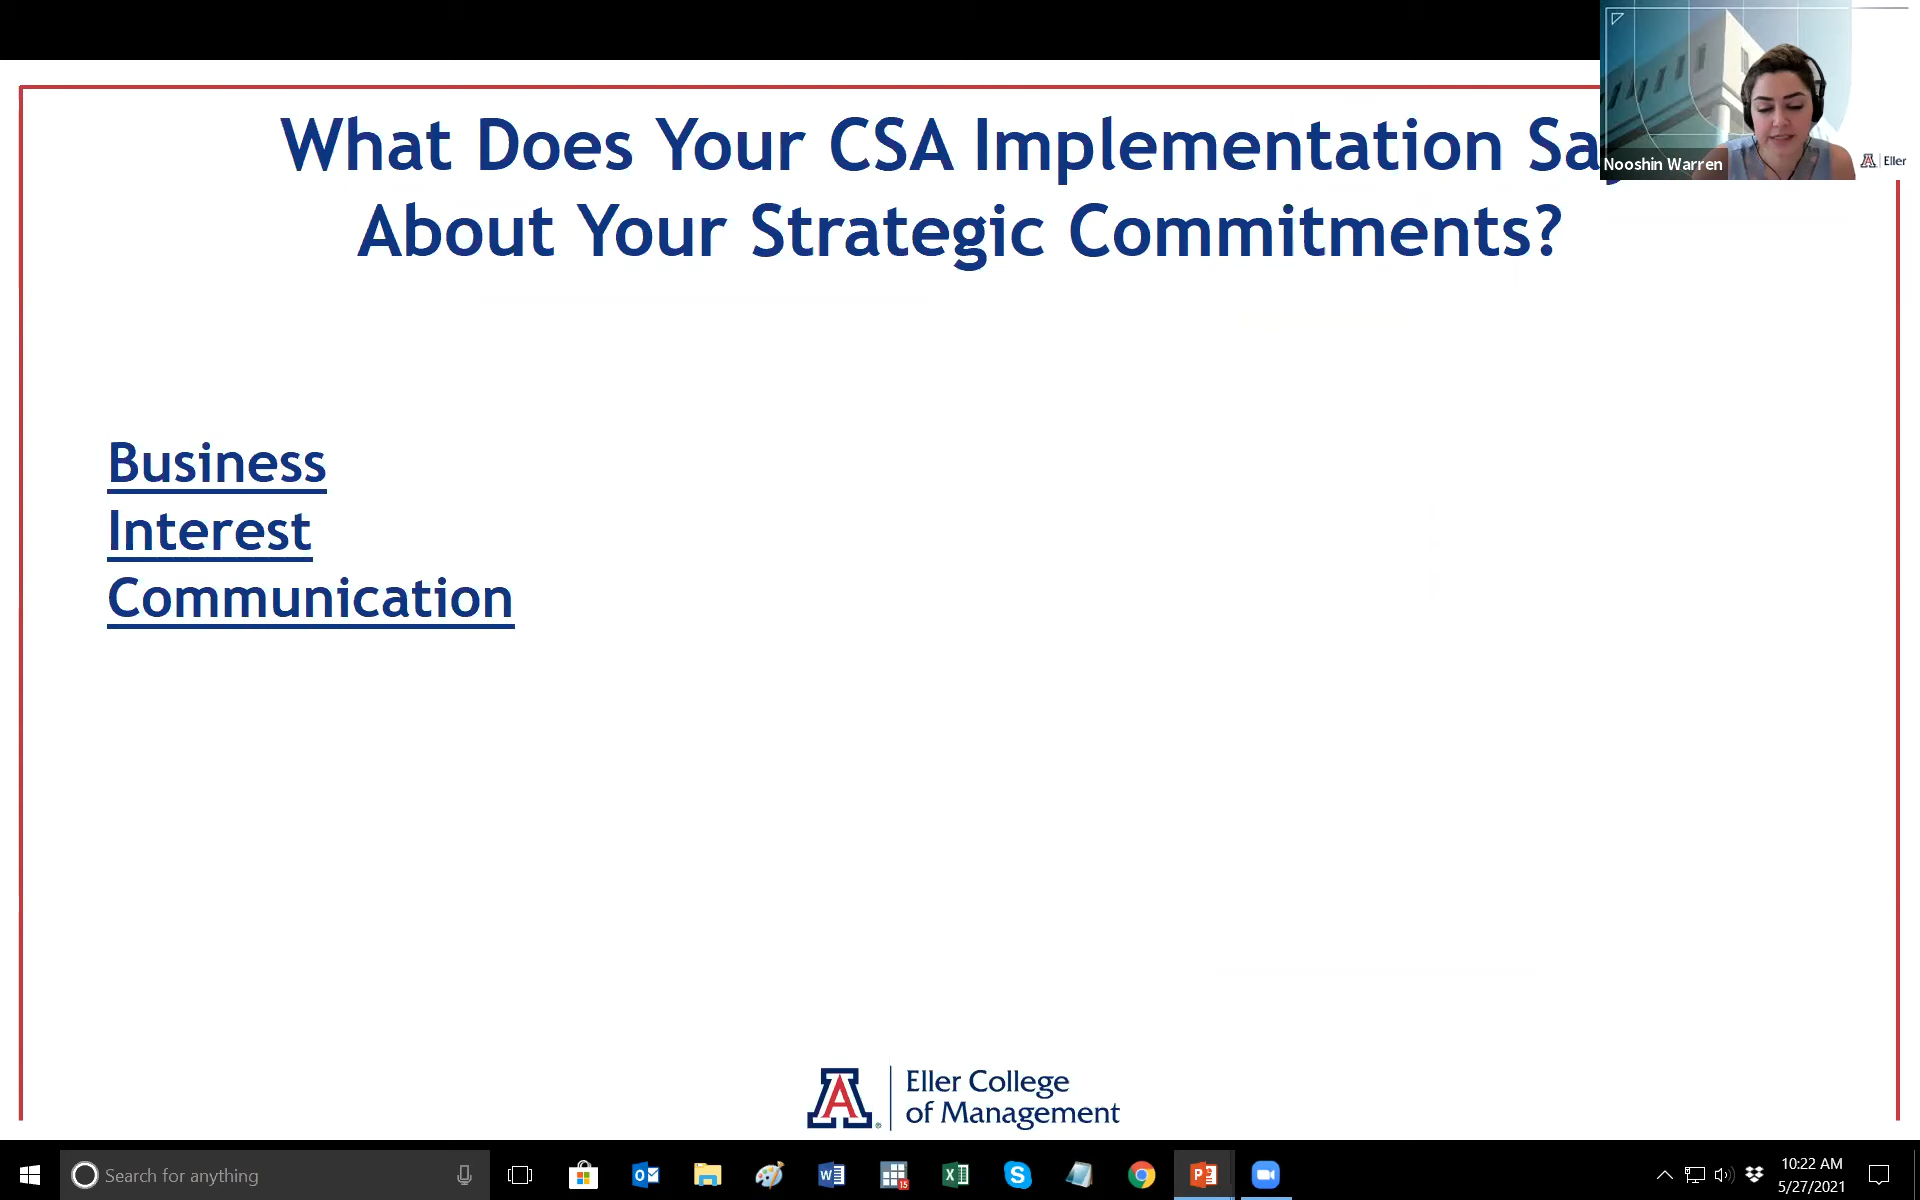 What Does Your CSA Implementation Sa
About Your Strategic Commitments?
Nooshin Warren
Eller
Business
Interest
Communication
Eller College
of Management
Search for anything
15
10:22 AM
5/27/2021